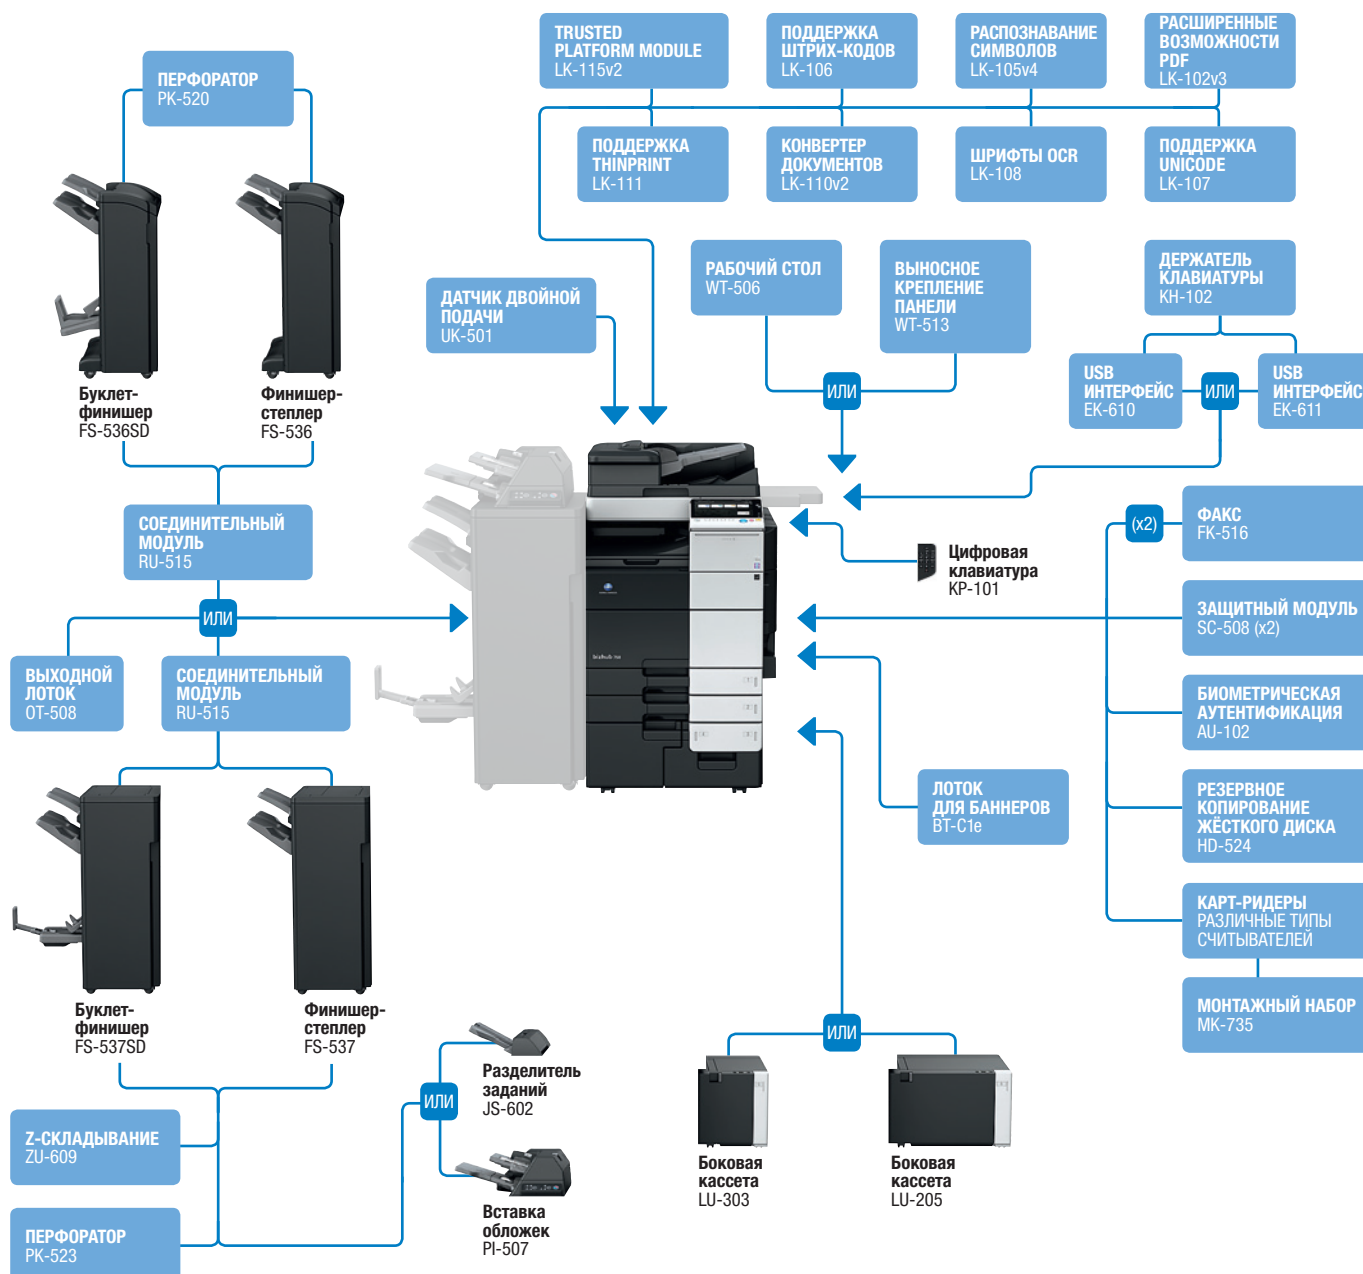 TRUSTED
PLATFORM MODULE
LK-115v2
ПОДДЕРЖКА
ШТРИХ-КОДОВ
LK-106
РАСПОЗНАВАНИЕ
СИМВОЛОВ
LK-105v4
РАСШИРЕННЫЕ
ВОЗМОЖНОСТИ
PDF
LK-102v3
ПЕРФОРАТОР
PK-520
ПОДДЕРЖКА
THINPRINT
LK-111
КОНВЕРТЕР
ДОКУМЕНТОВ
LK-110v2
ШРИФТЫ OCR
LK-108
ПОДДЕРЖКА
UNICODE
LK-107
ДАТЧИК ДВОЙНОЙ
ПОДАЧИ
UK-501
РАБОЧИЙ СТОЛ
WT-506
ВЫНОСНОЕ
КРЕПЛЕНИЕ
ПАНЕЛИ
WT-513
ДЕРЖАТЕЛЬ
КЛАВИАТУРЫ
KH-102
ИЛИ
USB
ИНТЕРФЕЙС
EK-610
ИЛИ
USB
ИНТЕРФЕЙС
EK-611
Буклет-
финишер
FS-536SD
Финишер-
степлер
FS-536
СОЕДИНИТЕЛЬНЫЙ
МОДУЛЬ
RU-515
ИЛИ
ВЫХОДНОЙ
ЛОТОК
OT-508
СОЕДИНИТЕЛЬНЫЙ
МОДУЛЬ
RU-515
Цифровая
клавиатура
KP-101
(x2)
ФАКС
FK-516
ЗАЩИТНЫЙ МОДУЛЬ
SC-508 (x2)
БИОМЕТРИЧЕСКАЯ
АУТЕНТИФИКАЦИЯ
AU-102
РЕЗЕРВНОЕ
КОПИРОВАНИЕ
ЖЁСТКОГО ДИСКА
HD-524
КАРТ-РИДЕРЫ
РАЗЛИЧНЫЕ ТИПЫ
СЧИТЫВАТЕЛЕЙ
МОНТАЖНЫЙ НАБОР
MK-735
bizhub
ЛОТОК
ДЛЯ БАННЕРОВ
BT-C1e
Буклет-
финишер
FS-537SD
Финишер-
степлер
FS-537
ИЛИ
Разделитель
заданий
JS-602
ИЛИ
Вставка
обложек
PI-507
Боковая
кассета
LU-303
Боковая
кассета
LU-205
Z-СКЛАДЫВАНИЕ
ZU-609
ПЕРФОРАТОР
PK-523